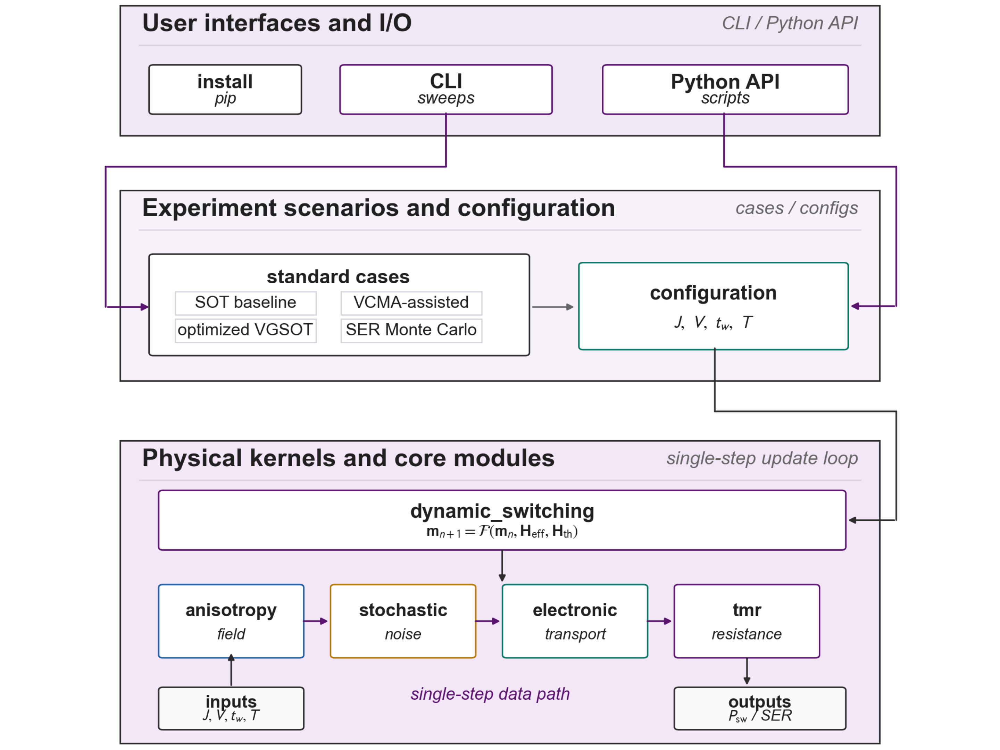 User interfaces and I/O
CLI / Python API
install
pip
CLI
sweeps
Python API
scripts
Experiment scenarios and configuration
cases / configs
standard cases
SOT baseline
VCMA-assisted
optimized VGSOT
SER Monte Carlo
configuration
J, V, t_w, T
Physical kernels and core modules
single-step update loop
dynamic_switching
m_{n+1} = ℱ(m_n, H_eff, H_th)
anisotropy
field
stochastic
noise
electronic
transport
tmr
resistance
inputs
J, V, t_w, T
single-step data path
outputs
P_sw / SER